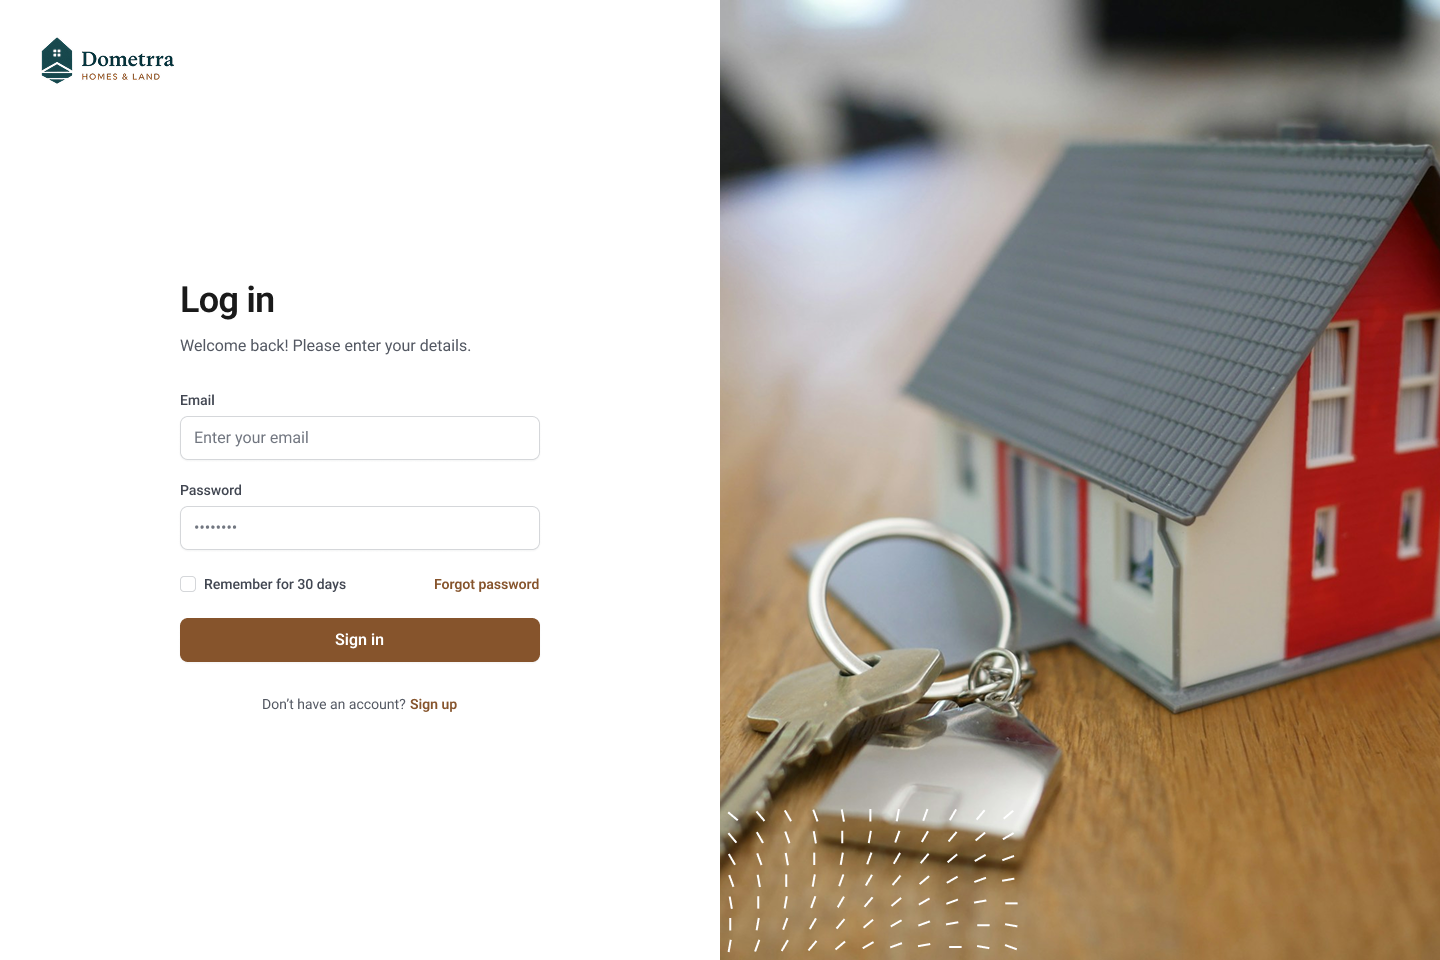 Dometrra
HOMES & LAND
Log in
Welcome back! Please enter your details.
Email
Enter your email
Password
••••••••
Remember for 30 days
Forgot password
Sign in
Don’t have an account? Sign up